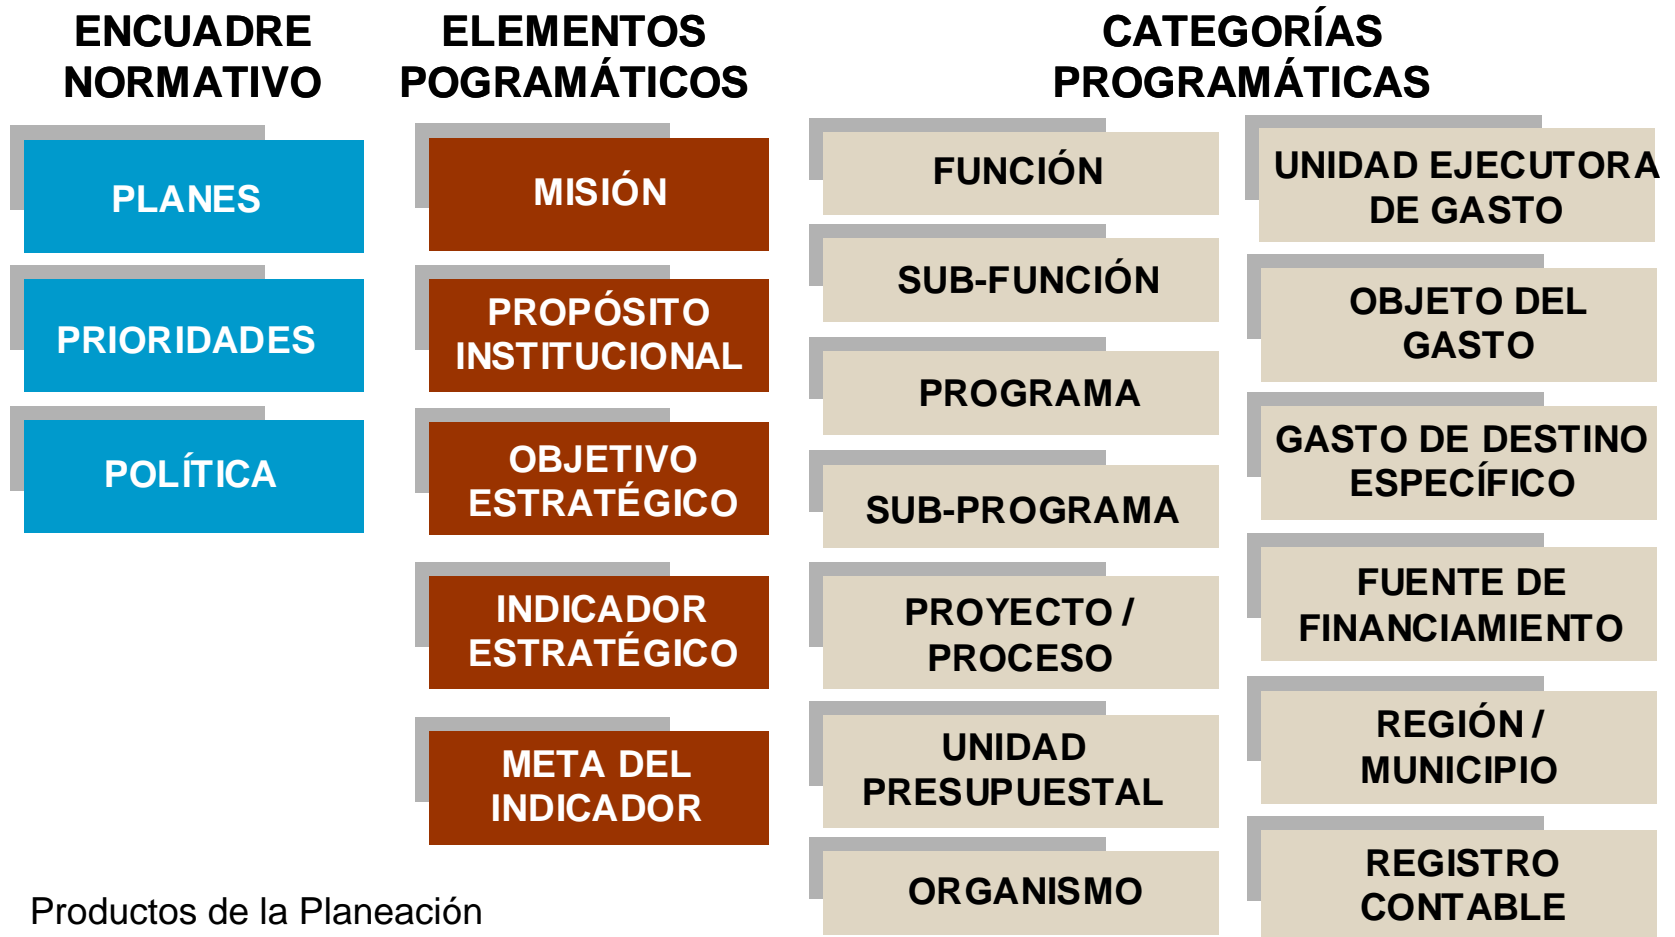 ENCUADRE
NORMATIVO
PLANES
PRIORIDADES
POLÍTICA
ELEMENTOS
POGRAMÁTICOS
MISIÓN
PROPÓSITO
INSTITUCIONAL
OBJETIVO
ESTRATÉGICO
INDICADOR
ESTRATÉGICO
META DEL
INDICADOR
CATEGORÍAS
PROGRAMÁTICAS
FUNCIÓN
SUB-FUNCIÓN
PROGRAMA
SUB-PROGRAMA
PROYECTO /
PROCESO
UNIDAD
PRESUPUESTAL
ORGANISMO
UNIDAD EJECUTORA
DE GASTO
OBJETO DEL
GASTO
GASTO DE DESTINO
ESPECÍFICO
FUENTE DE
FINANCIAMIENTO
REGIÓN /
MUNICIPIO
REGISTRO
CONTABLE
Productos de la Planeación